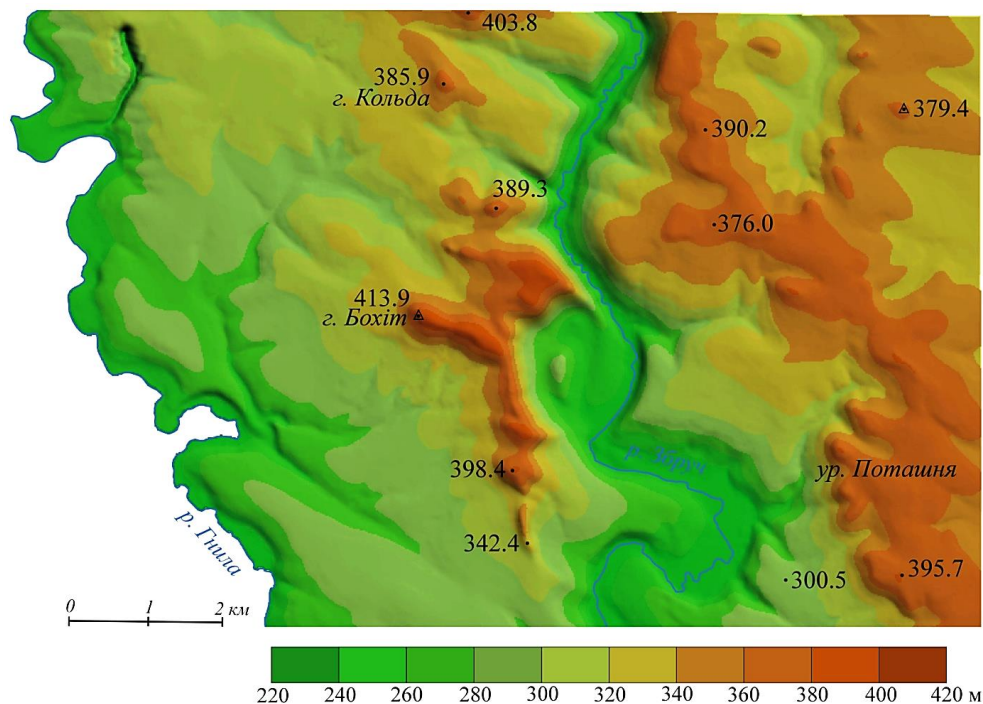 403.8
385.9
г. Кольда
379.4
390.2
389.3
376.0
413.9
г. Бохіт
р. Збруч
398.4
ур. Поташня
р. Гнила
342.4
300.5
395.7
0 1 2 км
220 240 260 280 300 320 340 360 380 400 420 м